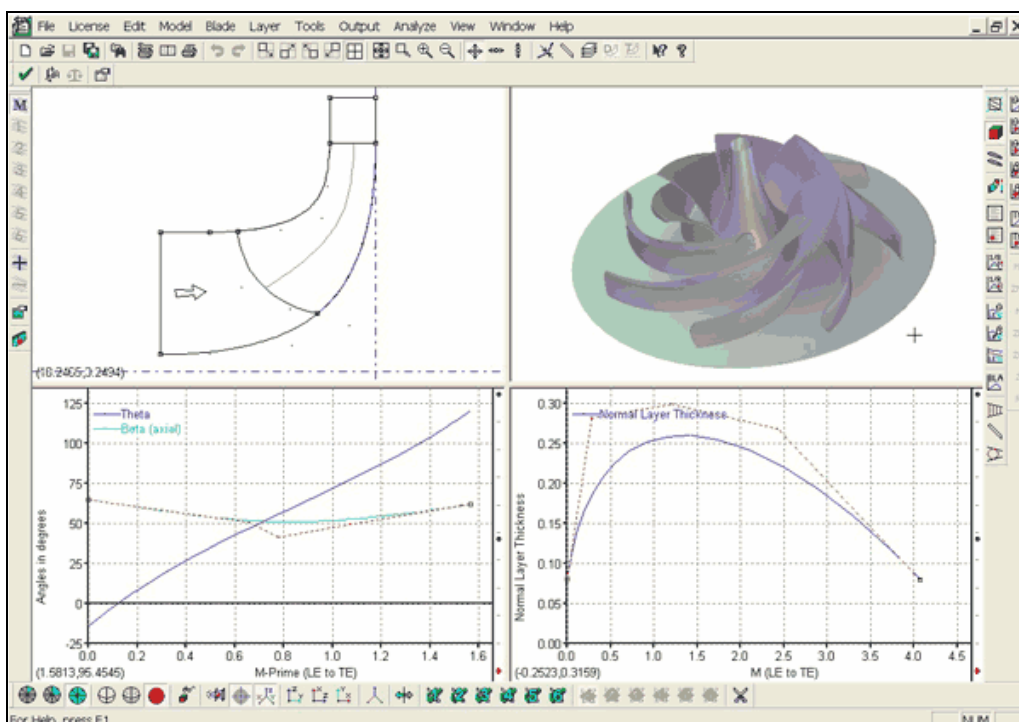 File License Edit Model Blade Layer Tools Output Analyze View Window Help
M
(18.2465,3.2494)
BLA
Theta
Beta (axial)
125
100
75
50
25
0
-25
Angles in degrees
0.0 0.2 0.4 0.6 0.8 1.0 1.2 1.4 1.6
(1.5813,95.4545) M-Prime (LE to TE)
Normal Layer Thickness
0.30
0.25
0.20
0.15
0.10
0.05
0.00
Normal Layer Thickness
0.0 0.5 1.0 1.5 2.0 2.5 3.0 3.5 4.0 4.5
(-0.2523,0.3159) M (LE to TE)
For Help, press F1 NUM